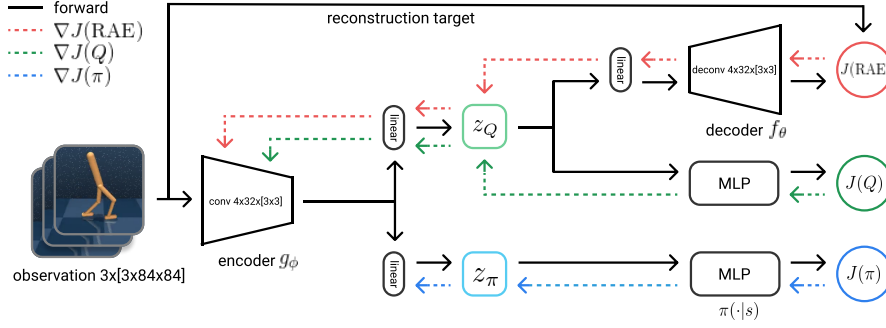 forward
∇J(RAE)
∇J(Q)
∇J(π)
reconstruction target
linear
deconv 4x32x[3x3]
J(RAE
decoder f_θ
linear
z_Q
conv 4x32x[3x3]
encoder g_ϕ
MLP
J(Q)
observation 3x[3x84x84]
linear
z_π
MLP
J(π)
π(·|s)